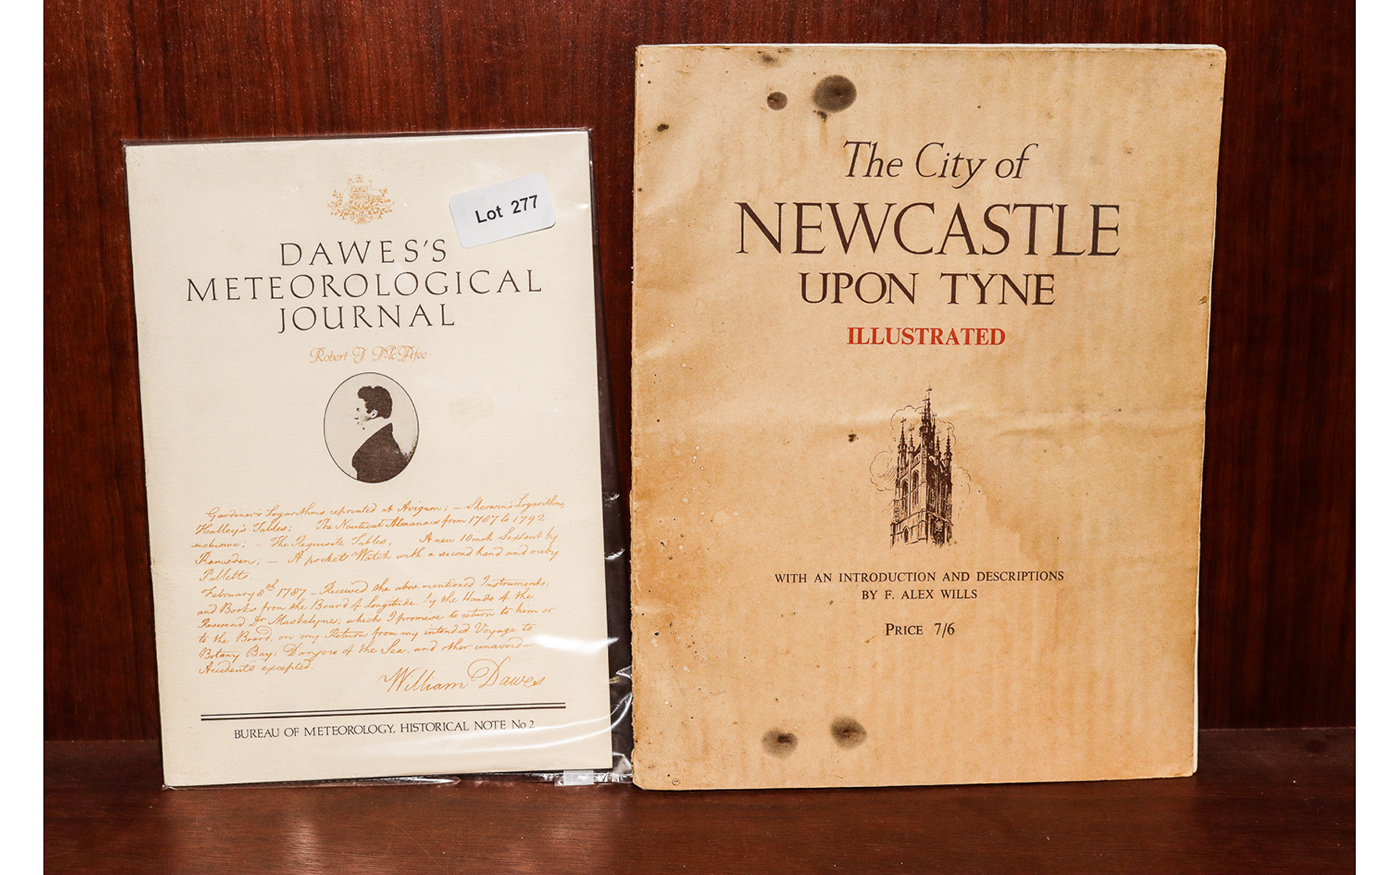 Lot 277
DAWES'S
METEOROLOGICAL
JOURNAL
Robert J McAfee
Gardiner's Logarithms reprinted at Avignon; — Sherwin's Logarithms,
Halley's Tables; The Nautical Almanacs from 1787 to 1792
inclusive, — The Requisite Tables, A new 10 inch Sextant by
Ramsden; — A pocket Watch with a second hand and only
February 8th 1787 – Received the above mentioned Instruments,
and Books from the Board of Longitude by the Hands of the
Reverend Dr Maskelyne; which I promise to return to him or
to the Board, on my Return from my intended Voyage to
Botany Bay; Dangers of the Sea, and other unavoid
Accidents excepted
William Dawes
BUREAU OF METEOROLOGY, HISTORICAL NOTE No 2
The City of
NEWCASTLE
UPON TYNE
ILLUSTRATED
WITH AN INTRODUCTION AND DESCRIPTIONS
BY F. ALEX WILLS
PRICE 7/6